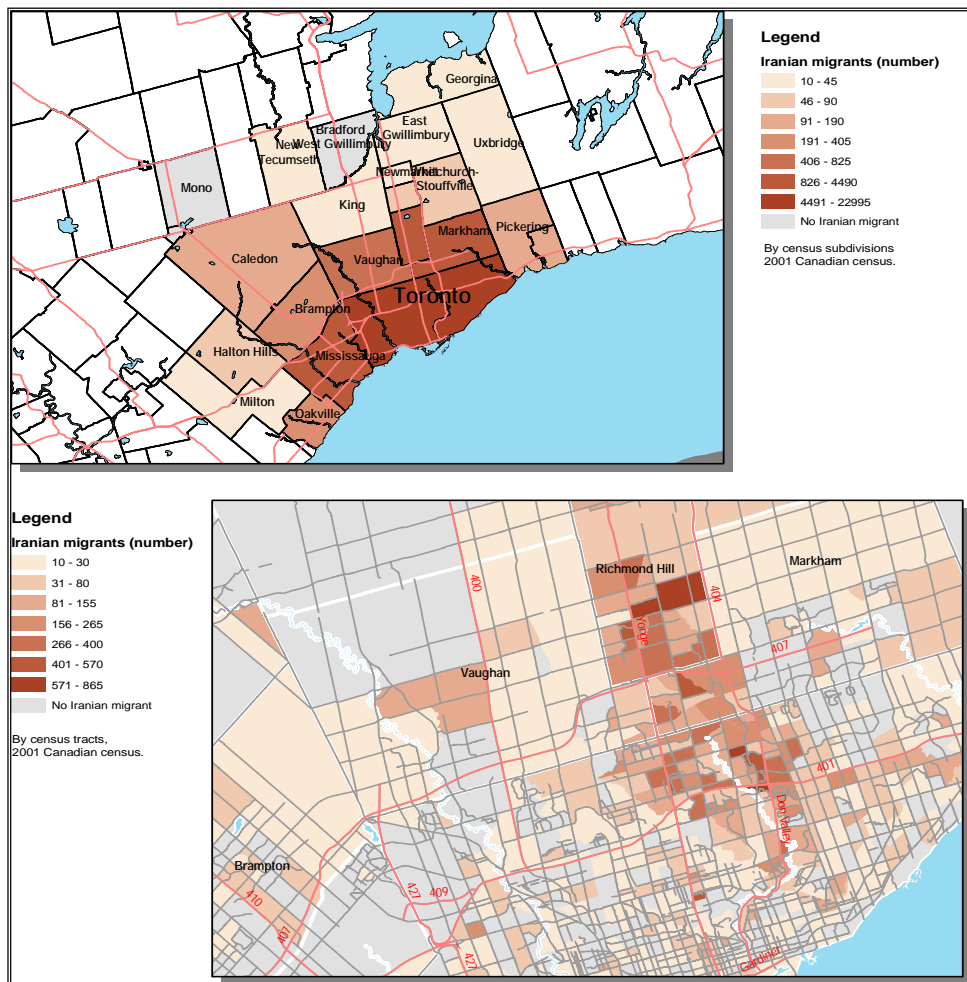 Legend
Iranian migrants (number)
10 - 45
46 - 90
91 - 190
191 - 405
406 - 825
826 - 4490
4491 - 22995
No Iranian migrant
By census subdivisions
2001 Canadian census.
Georgina
East
Gwillimbury
Bradford
West Gwillimbury
New
Tecumseth
Uxbridge
Mono
Newmarket
Whitchurch-
Stouffville
King
Markham
Pickering
Caledon
Vaughan
Toronto
Brampton
Halton Hills
Mississauga
Milton
Oakville
Legend
Iranian migrants (number)
10 - 30
31 - 80
81 - 155
156 - 265
266 - 400
401 - 570
571 - 865
No Iranian migrant
By census tracts,
2001 Canadian census.
Richmond Hill
Markham
400
404
Yonge
407
Vaughan
401
Don Valley
Brampton
427
409
410
407
427
Gardiner